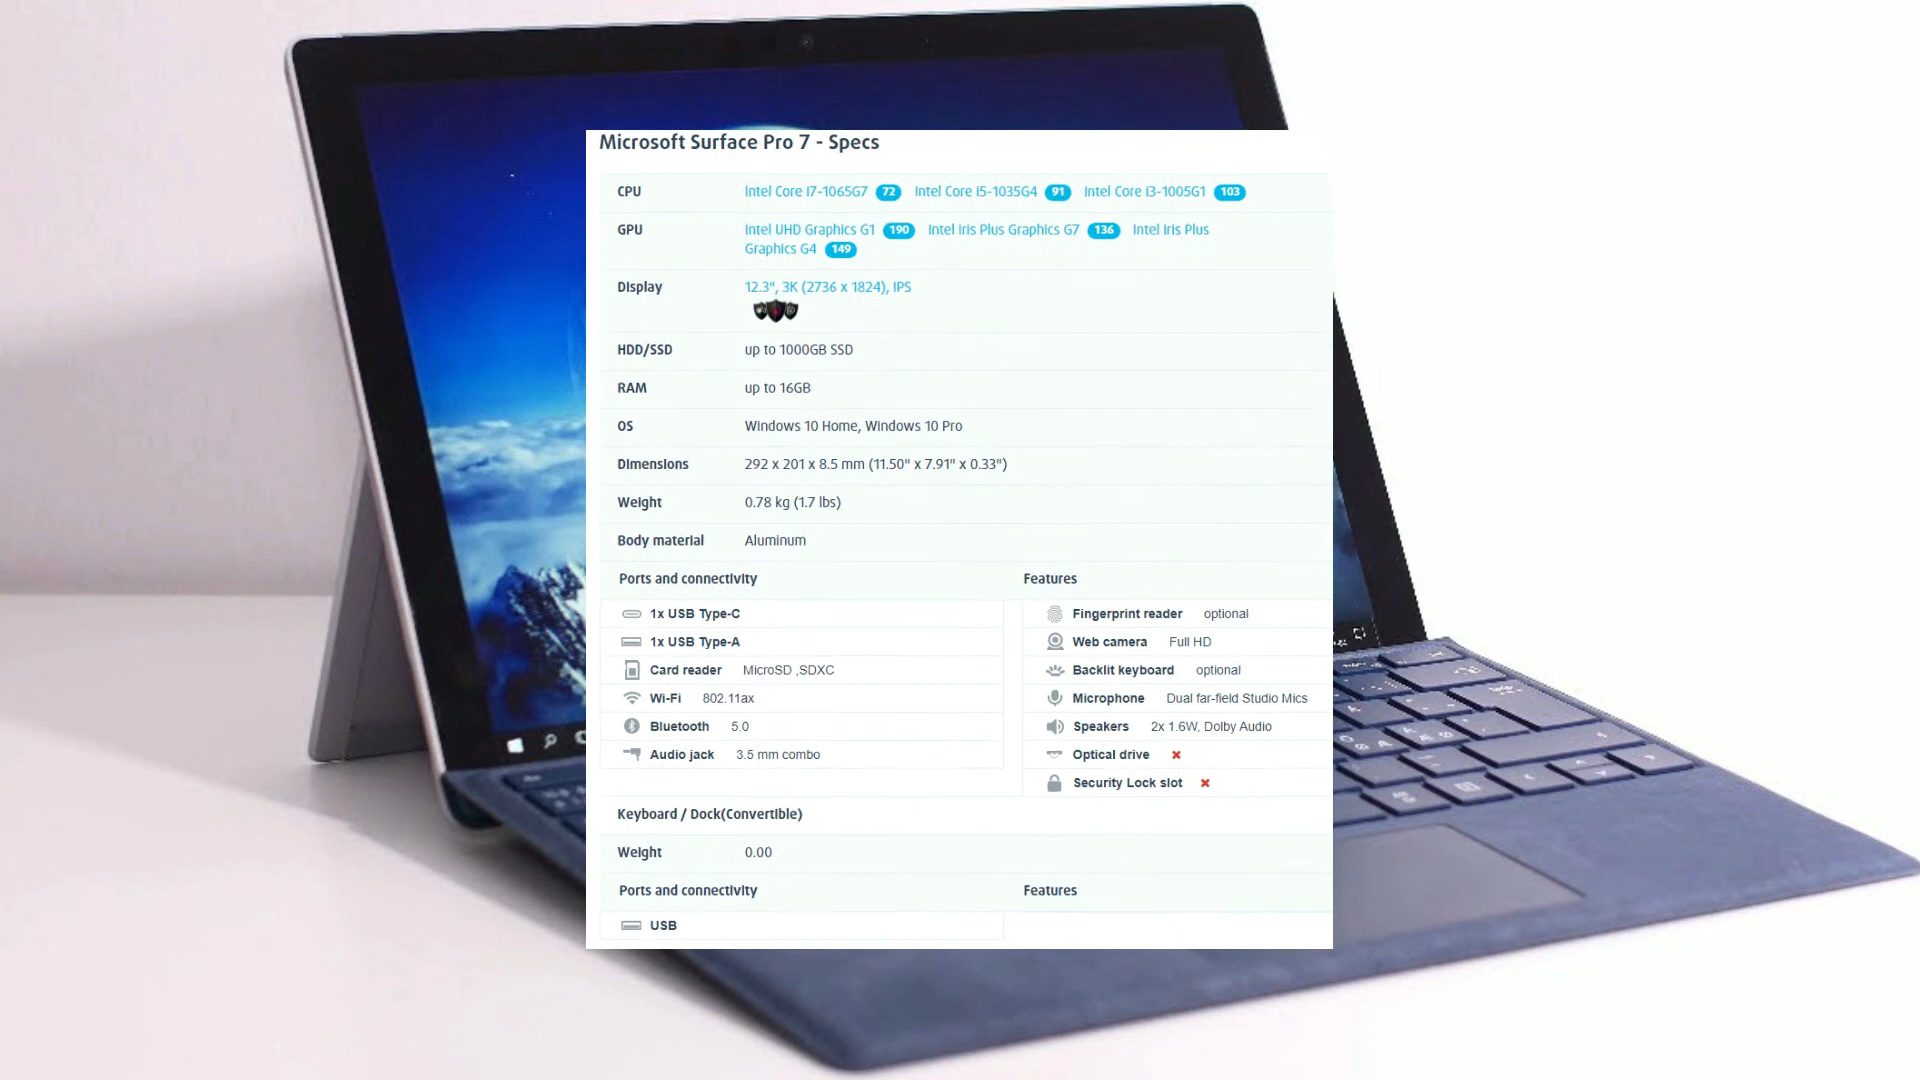 Microsoft Surface Pro 7 - Specs
CPU Intel Core i7-1065G7 72 Intel Core i5-1035G4 91 Intel Core i3-1005G1 103
GPU Intel UHD Graphics G1 190 Intel Iris Plus Graphics G7 136 Intel Iris Plus
Graphics G4 149
Display 12.3", 3K (2736 x 1824), IPS
HDD/SSD up to 1000GB SSD
RAM up to 16GB
OS Windows 10 Home, Windows 10 Pro
Dimensions 292 x 201 x 8.5 mm (11.50" x 7.91" x 0.33")
Weight 0.78 kg (1.7 lbs)
Body material Aluminum
Ports and connectivity
1x USB Type-C
1x USB Type-A
Card reader MicroSD ,SDXC
Wi-Fi 802.11ax
Bluetooth 5.0
Audio jack 3.5 mm combo
Features
Fingerprint reader optional
Web camera Full HD
Backlit keyboard optional
Microphone Dual far-field Studio Mics
Speakers 2x 1.6W, Dolby Audio
Optical drive
Security Lock slot
Keyboard / Dock(Convertible)
Weight 0.00
Ports and connectivity Features
USB